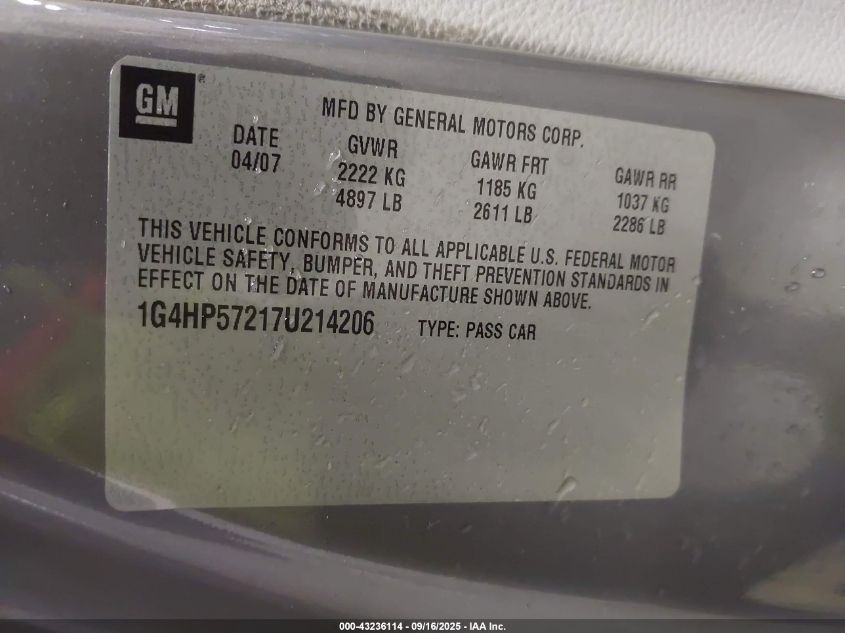 GM®
MFD BY GENERAL MOTORS CORP.
DATE GVWR GAWR FRT GAWR RR
04/07 2222 KG 1185 KG 1037 KG
4897 LB 2611 LB 2286 LB
THIS VEHICLE CONFORMS TO ALL APPLICABLE U.S. FEDERAL MOTOR
VEHICLE SAFETY, BUMPER, AND THEFT PREVENTION STANDARDS IN
EFFECT ON THE DATE OF MANUFACTURE SHOWN ABOVE.
1G4HP57217U214206 TYPE: PASS CAR
000-43236114 - 09/16/2025 - IAA Inc.